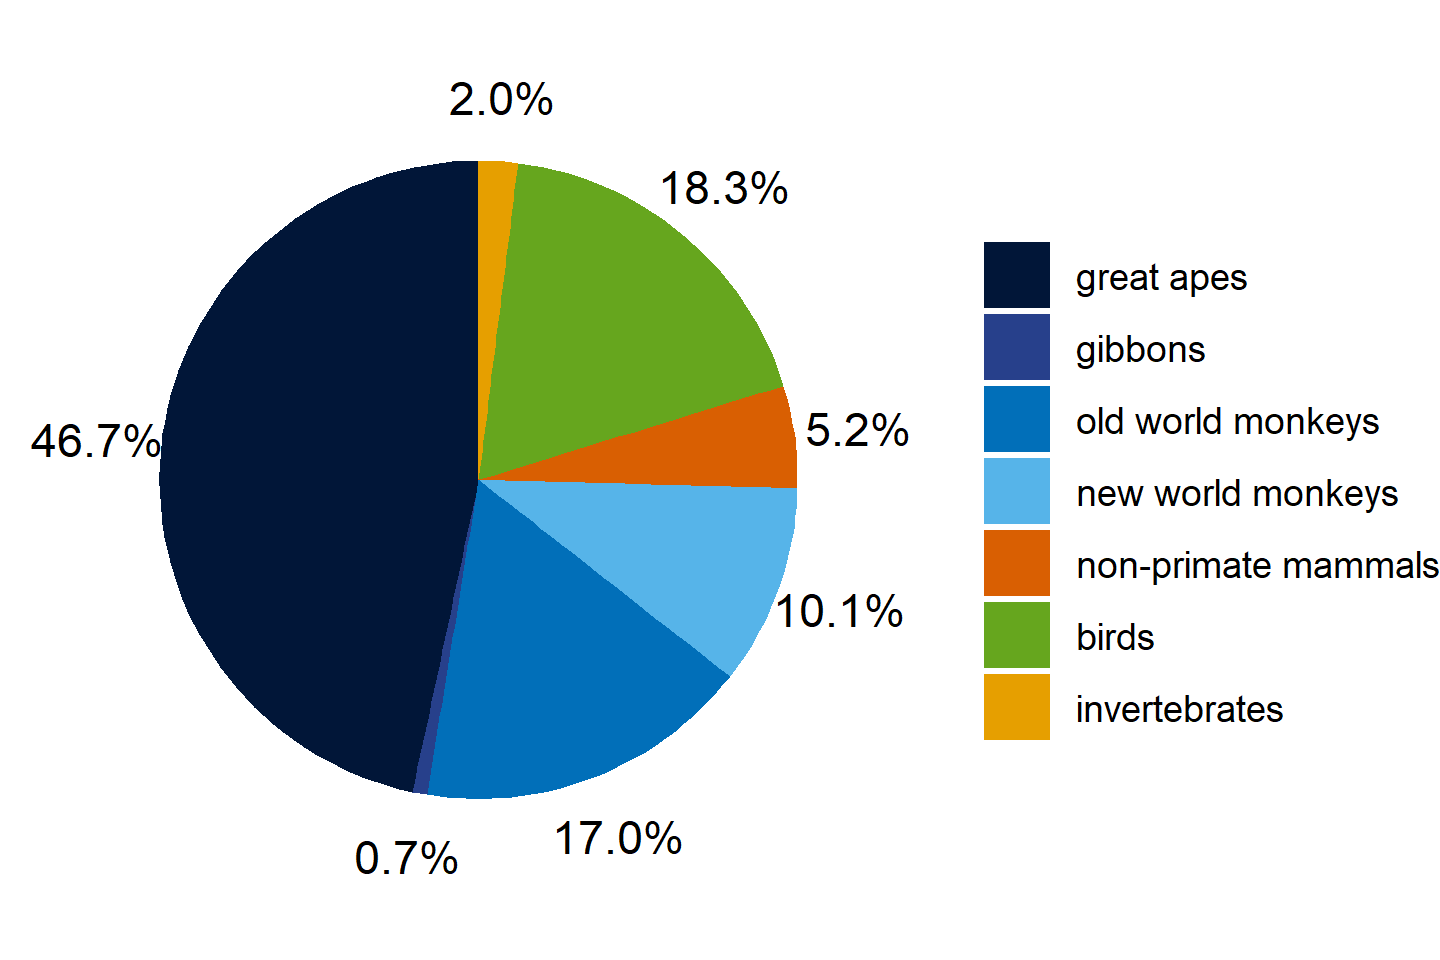 2.0%
18.3%
46.7%
5.2%
10.1%
17.0%
0.7%
great apes
gibbons
old world monkeys
new world monkeys
non-primate mammals
birds
invertebrates